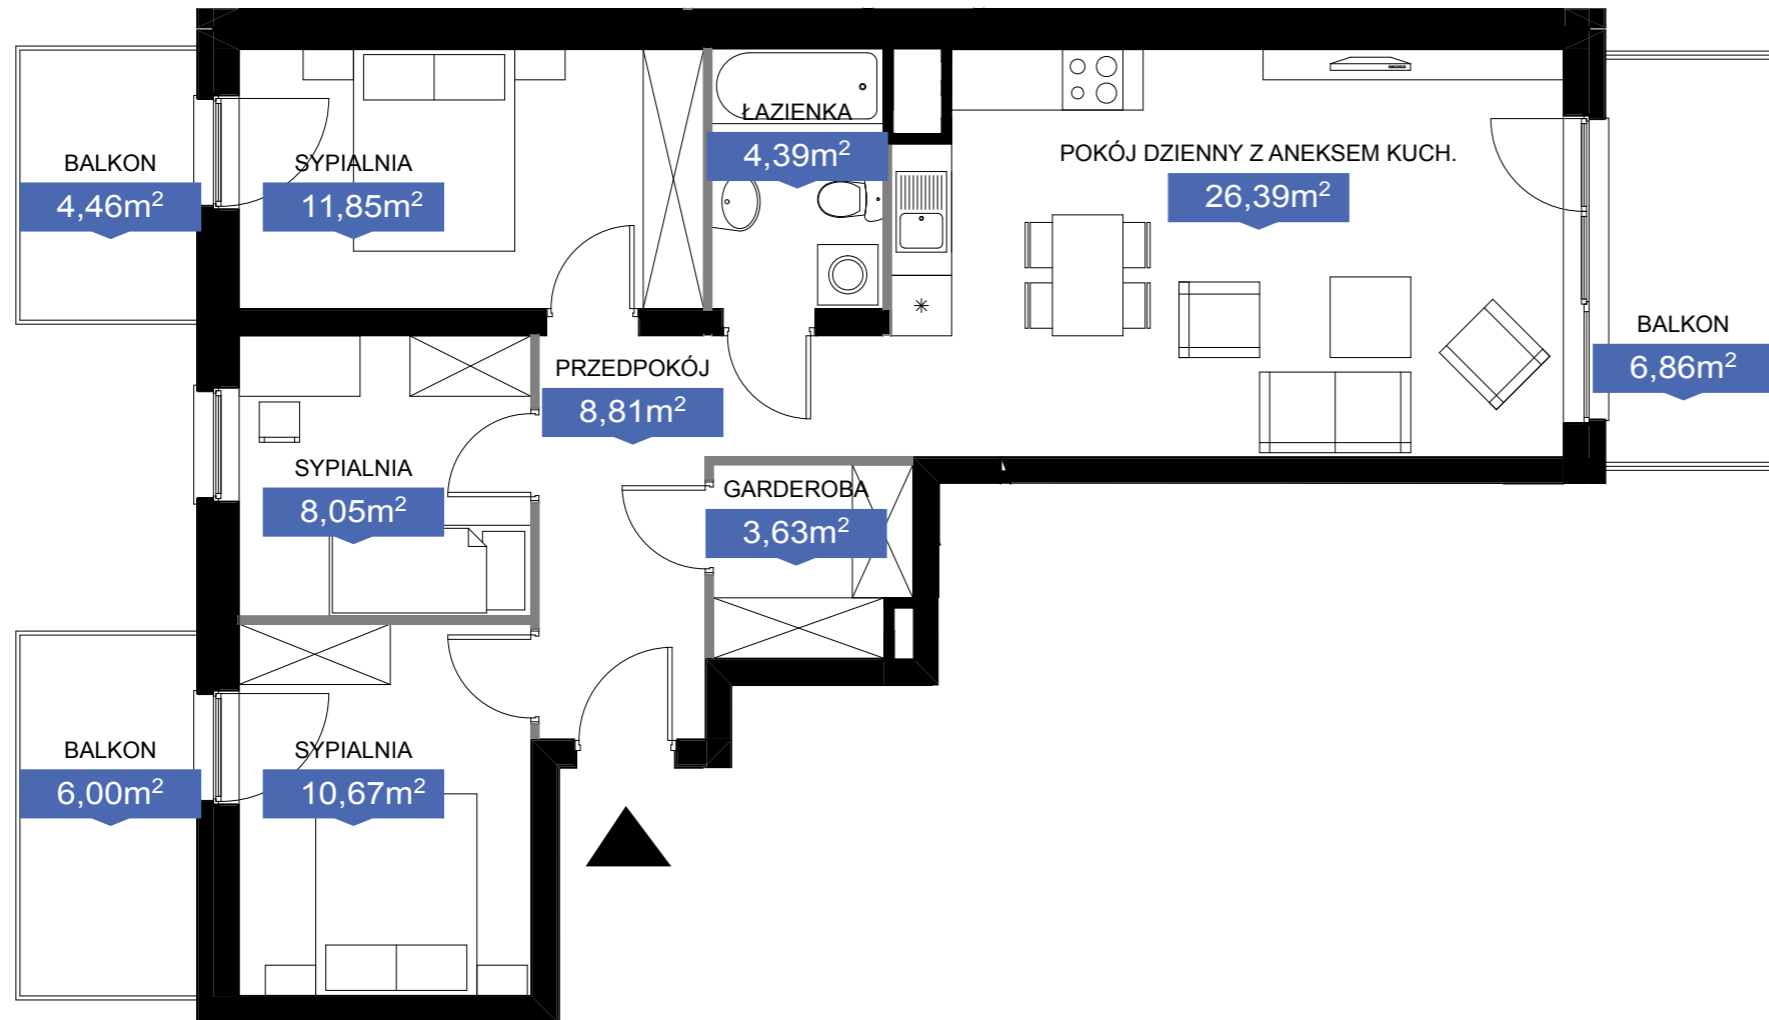 ŁAZIENKA
4,39m²
BALKON
4,46m²
SYPIALNIA
11,85m²
POKÓJ DZIENNY Z ANEKSEM KUCH.
26,39m²
BALKON
6,86m²
PRZEDPOKÓJ
8,81m²
SYPIALNIA
8,05m²
GARDEROBA
3,63m²
BALKON
6,00m²
SYPIALNIA
10,67m²